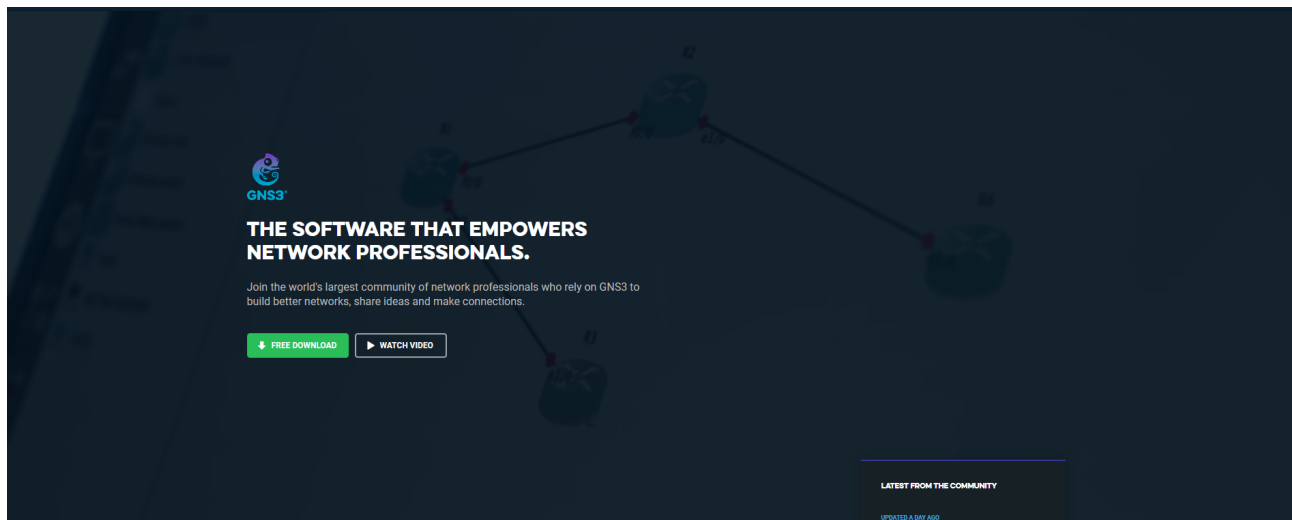 GNS3
THE SOFTWARE THAT EMPOWERS
NETWORK PROFESSIONALS.
Join the world's largest community of network professionals who rely on GNS3 to
build better networks, share ideas and make connections.
FREE DOWNLOAD
WATCH VIDEO
LATEST FROM THE COMMUNITY
UPDATED A DAY AGO